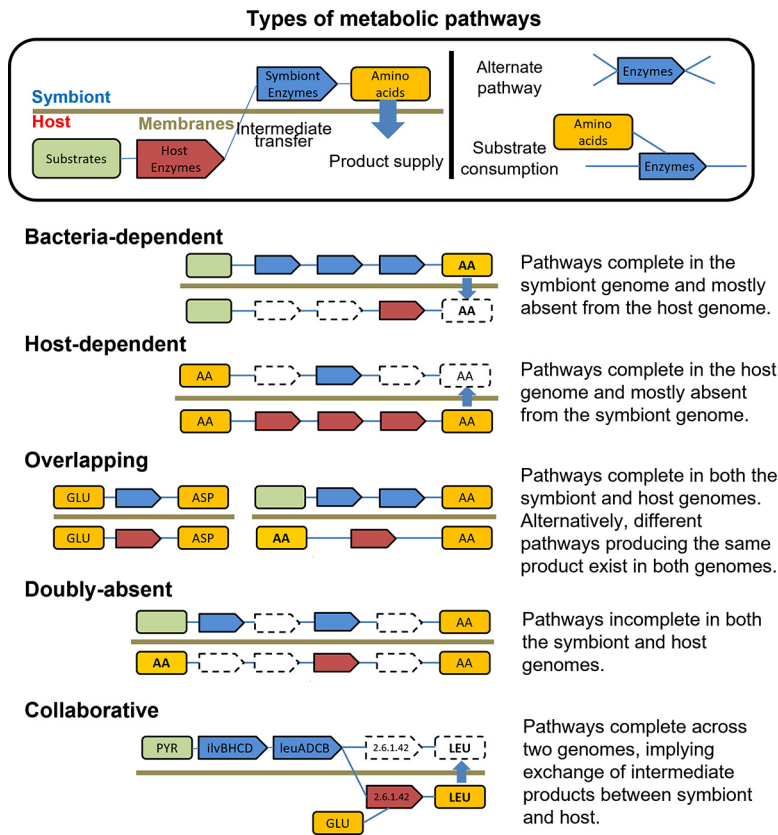 Types of metabolic pathways
Symbiont
Host
Membranes
Substrates
Host
Enzymes
Symbiont
Enzymes
Amino
acids
Intermediate
transfer
Product supply
Alternate
pathway
Enzymes
Substrate
consumption
Amino
acids
Enzymes
Bacteria-dependent
AA
AA
Pathways complete in the
symbiont genome and mostly
absent from the host genome.
Host-dependent
AA
AA
AA
AA
Pathways complete in the host
genome and mostly absent
from the symbiont genome.
Overlapping
GLU
ASP
GLU
ASP
AA
AA
AA
Pathways complete in both the
symbiont and host genomes.
Alternatively, different
pathways producing the same
product exist in both genomes.
Doubly-absent
AA
AA
AA
Pathways incomplete in both
the symbiont and host
genomes.
Collaborative
PYR
ilvBHCD
leuADCB
2.6.1.42
LEU
2.6.1.42
LEU
GLU
Pathways complete across
two genomes, implying
exchange of intermediate
products between symbiont
and host.